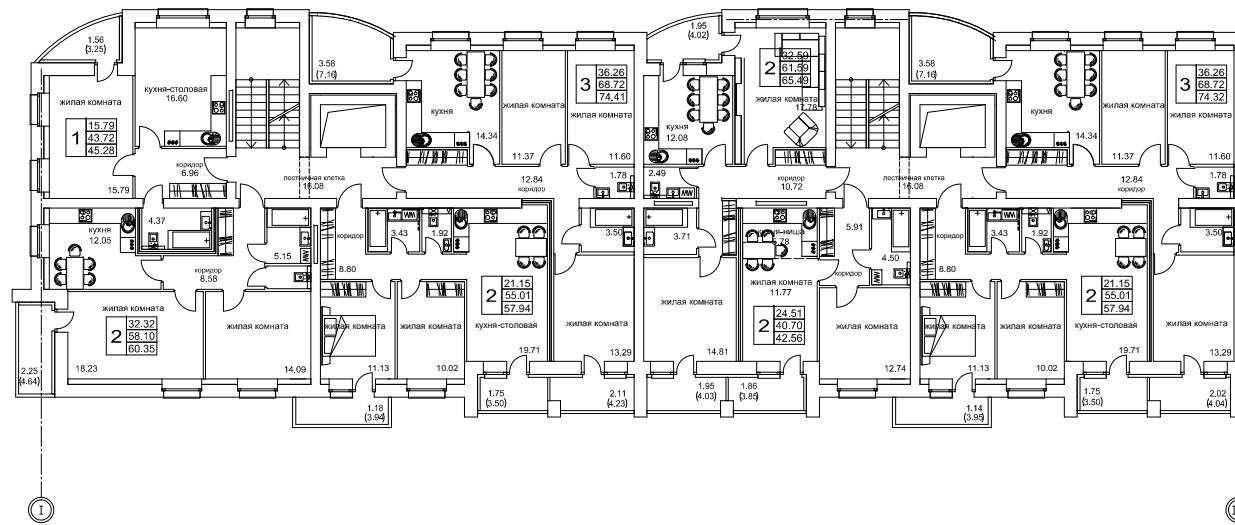 1.56
(3.25)
кухня-столовая
16.60
жилая комната
1
15.79
43.72
45.28
15.79
коридор
6.96
3.58
(7.16)
лестничная клетка
16.08
кухня
14.34
жилая комната
11.37
3
36.26
68.72
74.41
жилая комната
11.60
12.84
коридор
1.78
1.95
(4.02)
кухня
12.08
2
32.59
61.59
65.49
жилая комната
17.78
2.49
коридор
10.72
3.58
(7.16)
лестничная клетка
16.08
кухня
14.34
жилая комната
11.37
3
36.26
68.72
74.32
жилая комната
11.60
12.84
коридор
1.78
кухня
12.05
4.37
5.15
коридор
8.58
жилая комната
2
32.32
58.10
60.35
18.23
жилая комната
14.09
2.25
(4.64)
коридор
8.80
3.43
1.92
жилая комната
11.13
жилая комната
10.02
2
21.15
55.01
57.94
кухня-столовая
19.71
3.50
жилая комната
13.29
1.18
(3.94)
1.75
(3.50)
2.11
(4.23)
3.71
жилая комната
14.81
кухня-ниша
5.78
жилая комната
11.77
2
24.51
40.70
42.56
5.91
4.50
коридор
жилая комната
12.74
1.95
(4.03)
1.86
(3.85)
коридор
8.80
3.43
1.92
жилая комната
11.13
жилая комната
10.02
2
21.15
55.01
57.94
кухня-столовая
19.71
3.50
жилая комната
13.29
1.14
(3.95)
1.75
(3.50)
2.02
(4.04)
I